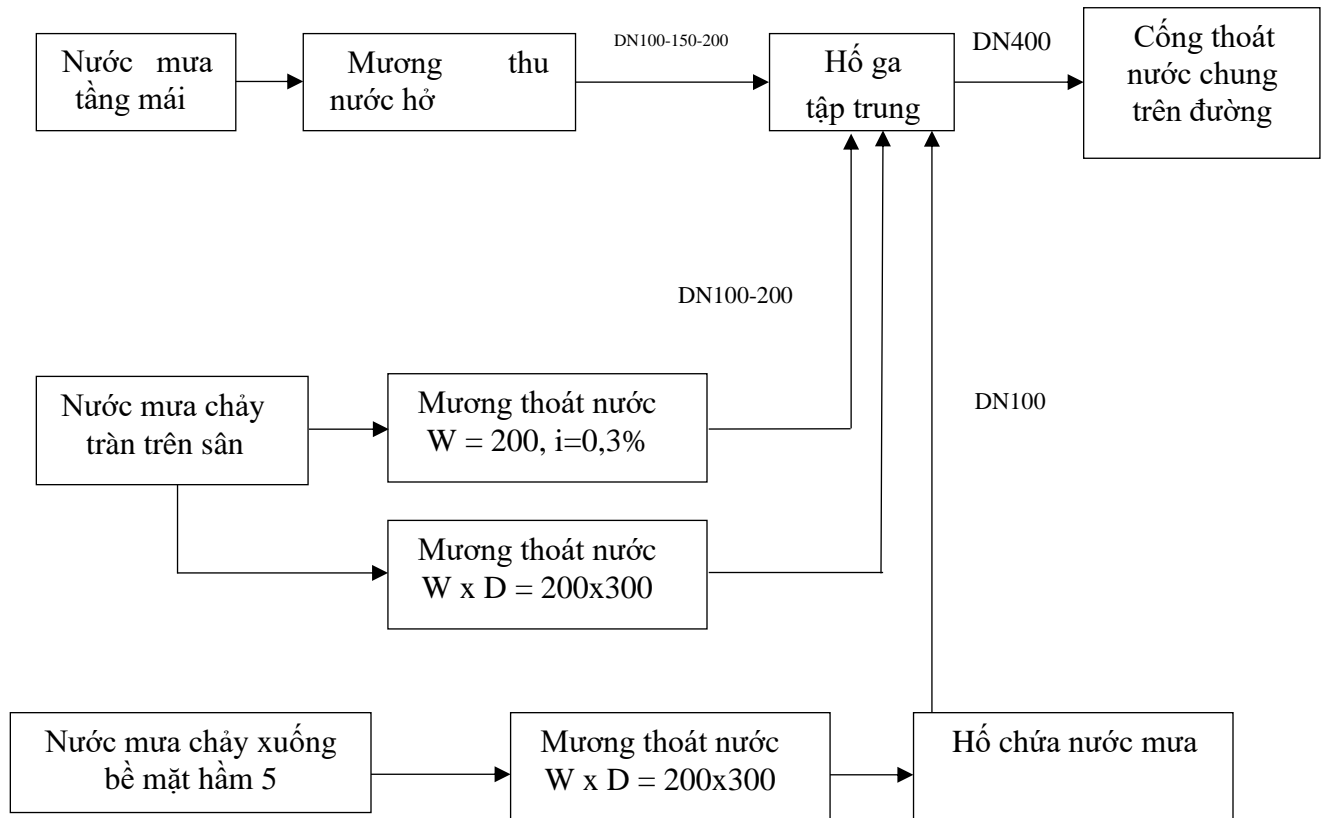 Nước mưa
tầng mái
Mương thu
nước hở
DN100-150-200
Hố ga
tập trung
DN400
Cống thoát
nước chung
trên đường
DN100-200
Nước mưa chảy
tràn trên sân
Mương thoát nước
W = 200, i=0,3%
DN100
Mương thoát nước
W x D = 200x300
Nước mưa chảy xuống
bề mặt hầm 5
Mương thoát nước
W x D = 200x300
Hố chứa nước mưa